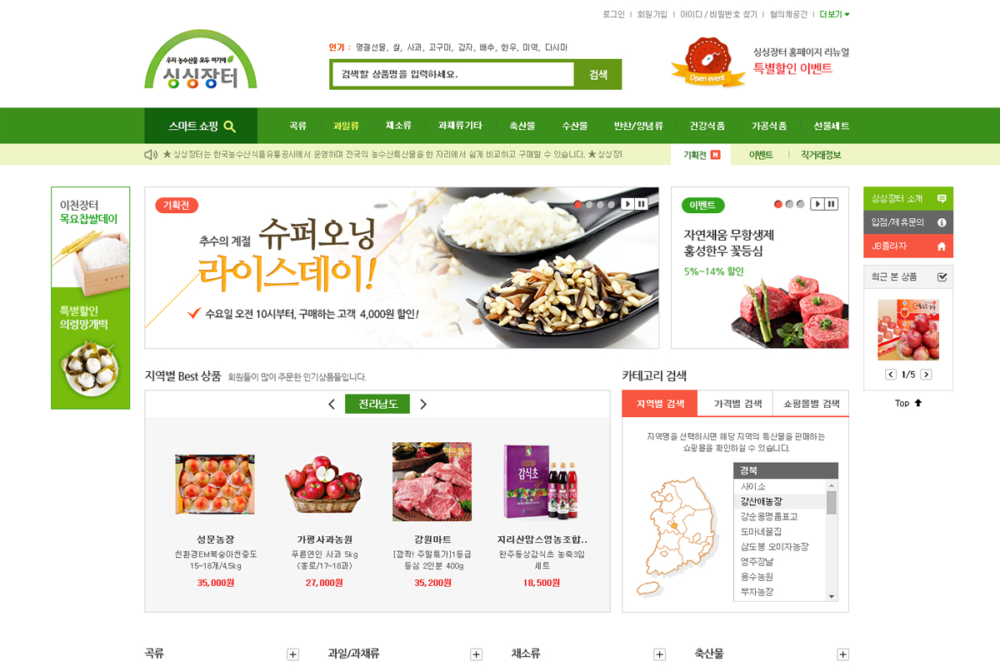 로그인 | 회원가입 | 아이디 / 비밀번호 찾기 | 협의체공간 | 더보기
우리 농수산물 모두 여기에
싱싱장터
인기 : 명절선물, 쌀, 사과, 고구마, 감자, 배추, 한우, 미역, 다시마
검색할 상품명을 입력하세요.
검색
Open event
싱싱장터 홈페이지 리뉴얼
특별할인 이벤트
스마트 쇼핑
곡류 과일류 채소류 과채류기타 축산물 수산물 반찬/양념류 건강식품 가공식품 선물세트
★ 싱싱장터는 한국농수산식품유통공사에서 운영하며 전국의 농수산특산물을 한 자리에서 쉽게 비교하고 구매할 수 있습니다. ★ 싱싱장터
기획전 H 이벤트 | 직거래정보
이천장터
목요찹쌀데이
특별할인
의령망개떡
기획전
추수의 계절 슈퍼오닝
라이스데이!
수요일 오전 10시부터, 구매하는 고객 4,000원 할인!
이벤트
자연채움 무항생제
홍성한우 꽃등심
5%~14% 할인
싱싱장터 소개
입점/제휴문의
JB플라자
최근 본 상품
1/5
Top
지역별 Best 상품 회원들이 많이 주문한 인기상품들입니다.
전라남도
성문농장
친환경EM복숭아천중도
15~18개/4.5kg
35,000원
가평사과농원
푸른연인 사과 5kg
(홍로/17~18과)
27,000원
강원마트
[깜짝! 주말특가]1등급
등심 2인분 400g
35,200원
감식초
지리산맘스영농조합..
완주동상감식초 농축3입
세트
18,500원
카테고리 검색
지역별 검색 가격별 검색 쇼핑몰별 검색
지역명을 선택하시면 해당 지역의 특산물을 판매하는
쇼핑몰을 확인하실 수 있습니다.
경북
사이소
강산애농장
강순용명품표고
도마네꿀집
삼도봉 오미자농장
영주장날
용수농원
부자농장
곡류 +
과일/과채류 +
채소류 +
축산물 +